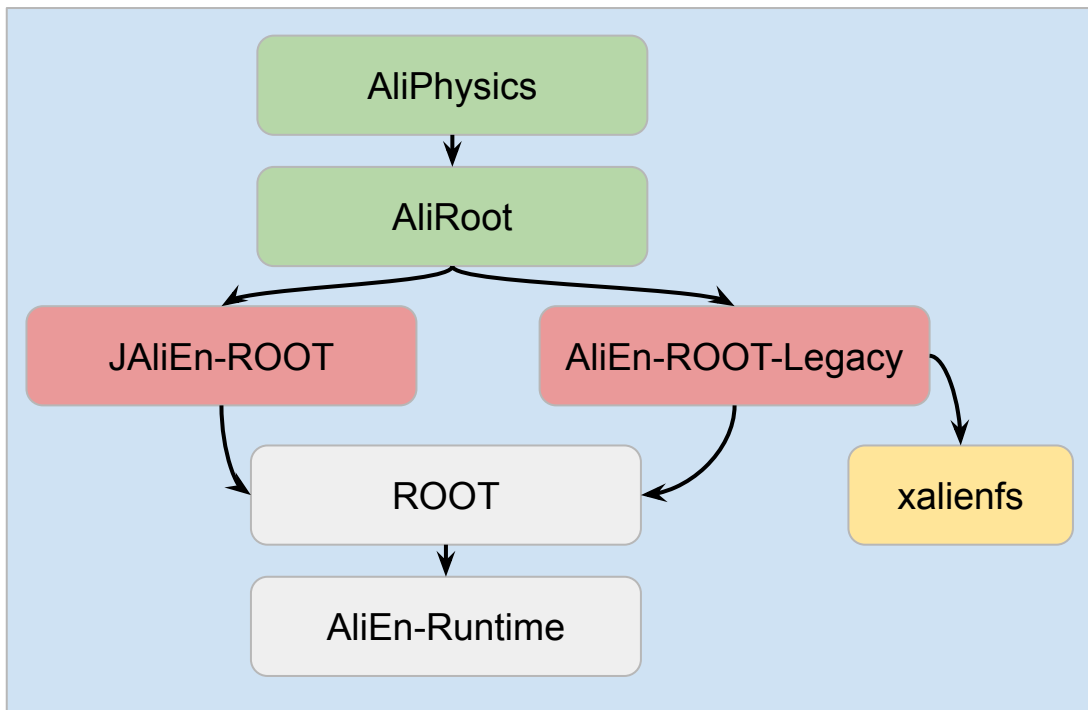 AliPhysics
AliRoot
JAliEn-ROOT
AliEn-ROOT-Legacy
ROOT
xalienfs
AliEn-Runtime